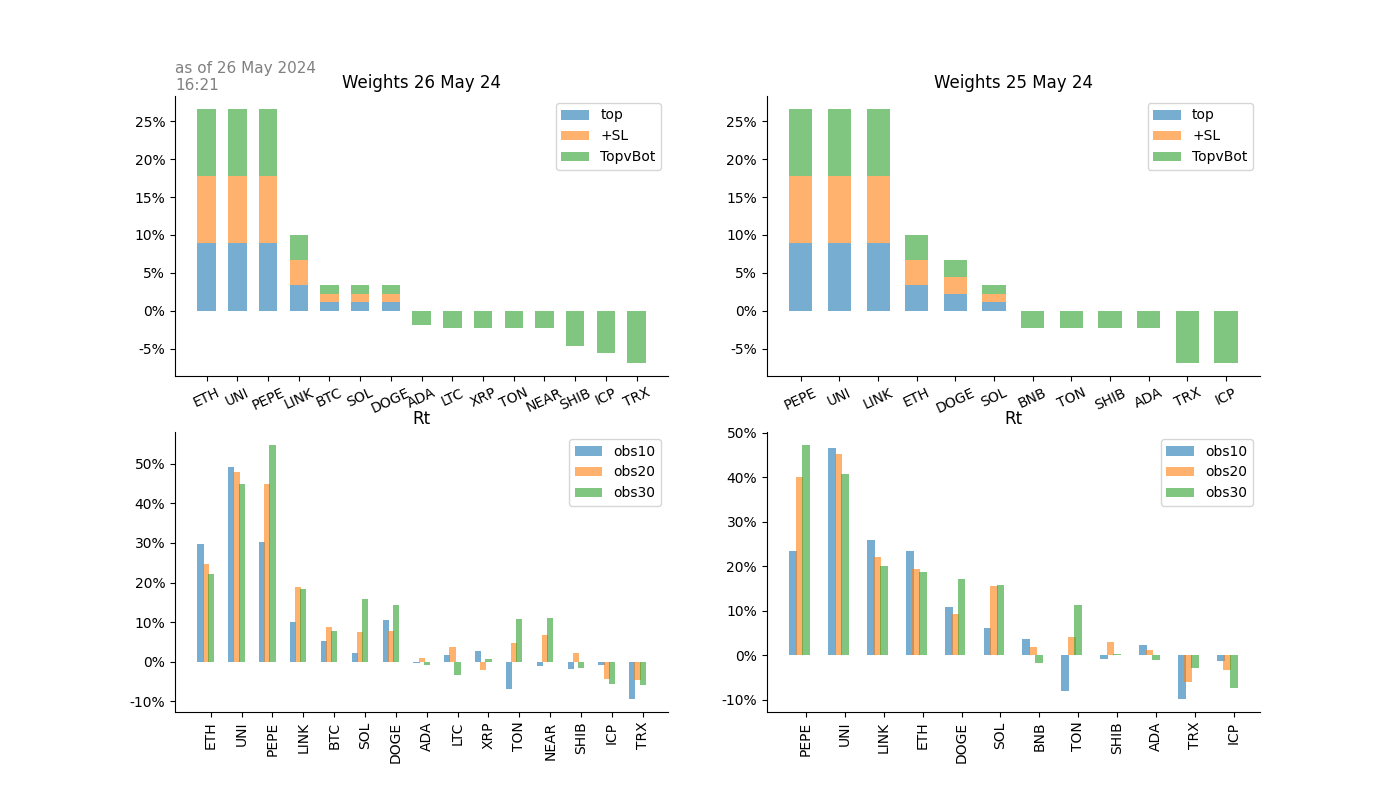 as of 26 May 2024
16:21
Weights 26 May 24
25%
20%
15%
10%
5%
0%
-5%
top
+SL
TopvBot
ETH UNI PEPE LINK BTC SOL DOGE ADA LTC XRP TON NEAR SHIB ICP TRX
Weights 25 May 24
25%
20%
15%
10%
5%
0%
-5%
top
+SL
TopvBot
PEPE UNI LINK ETH DOGE SOL BNB TON SHIB ADA TRX ICP
Rt
50%
40%
30%
20%
10%
0%
-10%
obs10
obs20
obs30
ETH UNI PEPE LINK BTC SOL DOGE ADA LTC XRP TON NEAR SHIB ICP TRX
Rt
50%
40%
30%
20%
10%
0%
-10%
obs10
obs20
obs30
PEPE UNI LINK ETH DOGE SOL BNB TON SHIB ADA TRX ICP